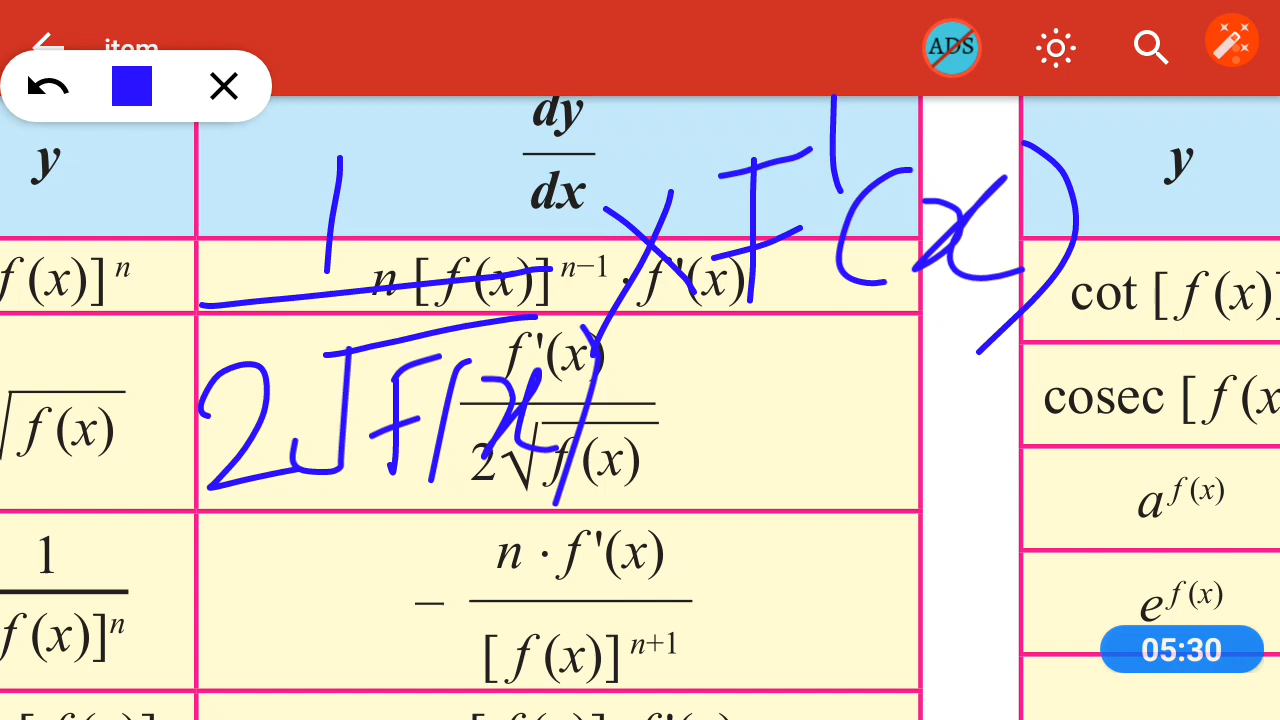 item ADS
y dy/dx y
f(x)]^n n[f(x)]^{n-1}·f'(x) cot [f(x)]
√f(x) f'(x)/2√f(x) cosec [f(x
1/f(x)]^n − n·f'(x)/[f(x)]^{n+1} a^{f(x)}
e^{f(x)}
1/2√F(x) × F'(x)
05:30